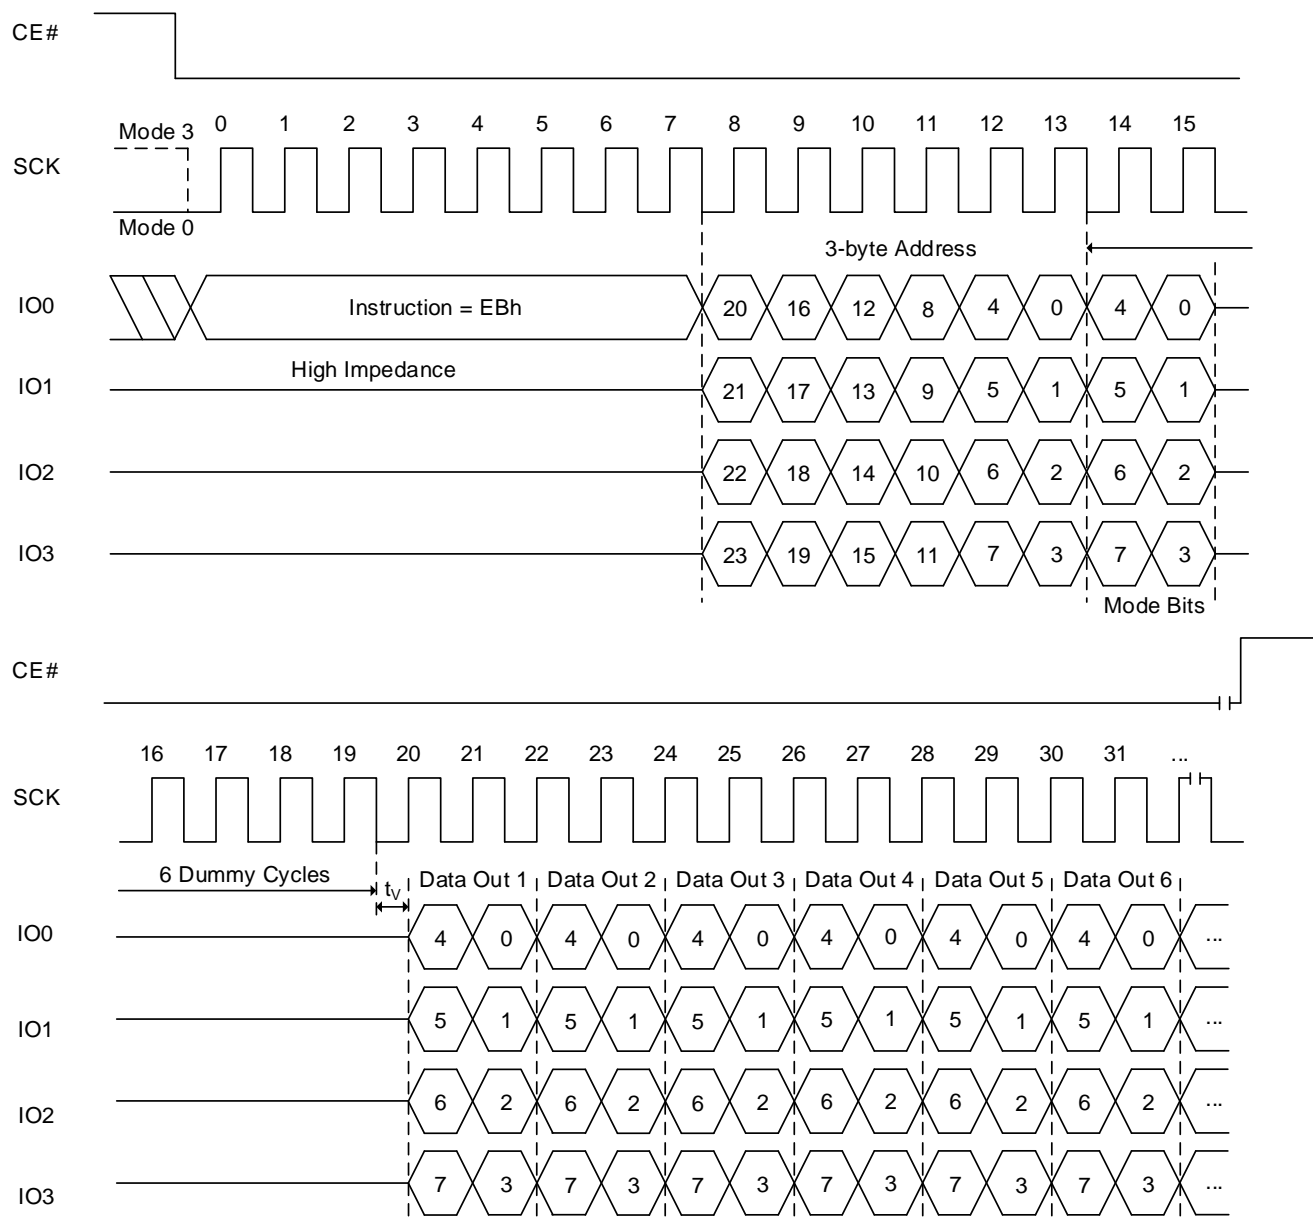 CE#
Mode 3 0 1 2 3 4 5 6 7 8 9 10 11 12 13 14 15
SCK
Mode 0
3-byte Address
IO0 Instruction = EBh 20 16 12 8 4 0 4 0
High Impedance
IO1 21 17 13 9 5 1 5 1
IO2 22 18 14 10 6 2 6 2
IO3 23 19 15 11 7 3 7 3
Mode Bits
CE#
16 17 18 19 20 21 22 23 24 25 26 27 28 29 30 31 ...
SCK
6 Dummy Cycles tV Data Out 1 Data Out 2 Data Out 3 Data Out 4 Data Out 5 Data Out 6
IO0 4 0 4 0 4 0 4 0 4 0 4 0 ...
IO1 5 1 5 1 5 1 5 1 5 1 5 1 ...
IO2 6 2 6 2 6 2 6 2 6 2 6 2 ...
IO3 7 3 7 3 7 3 7 3 7 3 7 3 ...